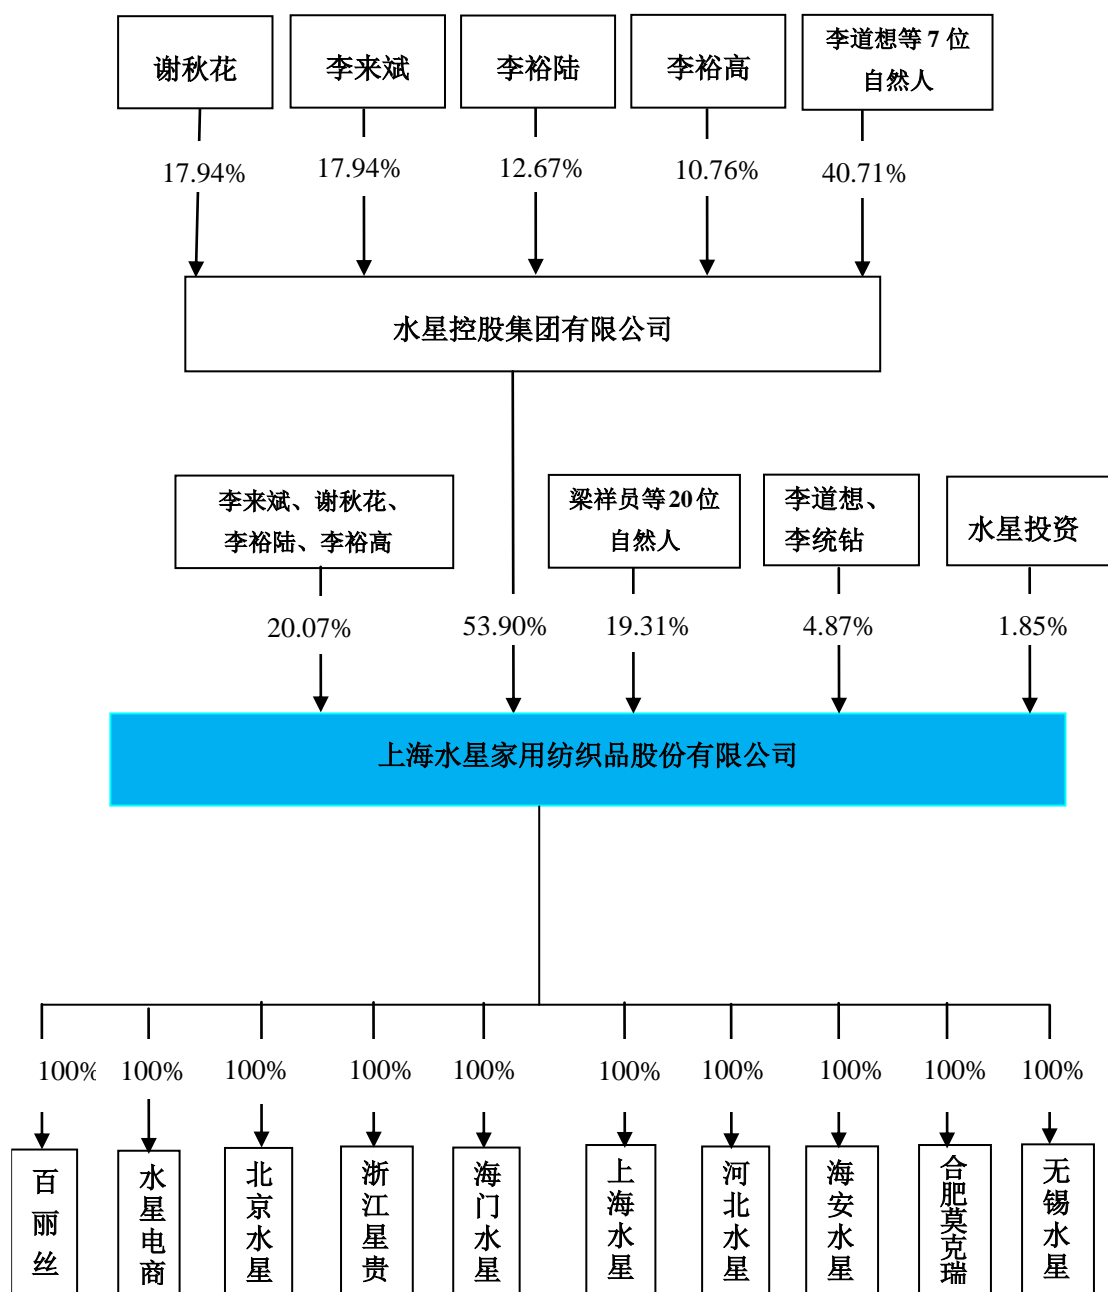 谢秋花
李来斌
李裕陆
李裕高
李道想等 7 位
自然人
17.94%
17.94%
12.67%
10.76%
40.71%
水星控股集团有限公司
李来斌、谢秋花、
李裕陆、李裕高
梁祥员等 20 位
自然人
李道想、
李统钻
水星投资
20.07%
53.90%
19.31%
4.87%
1.85%
上海水星家用纺织品股份有限公司
100%
100%
100%
100%
100%
100%
100%
100%
100%
100%
百丽丝
水星电商
北京水星
浙江星贵
海门水星
上海水星
河北水星
海安水星
合肥莫克瑞
无锡水星